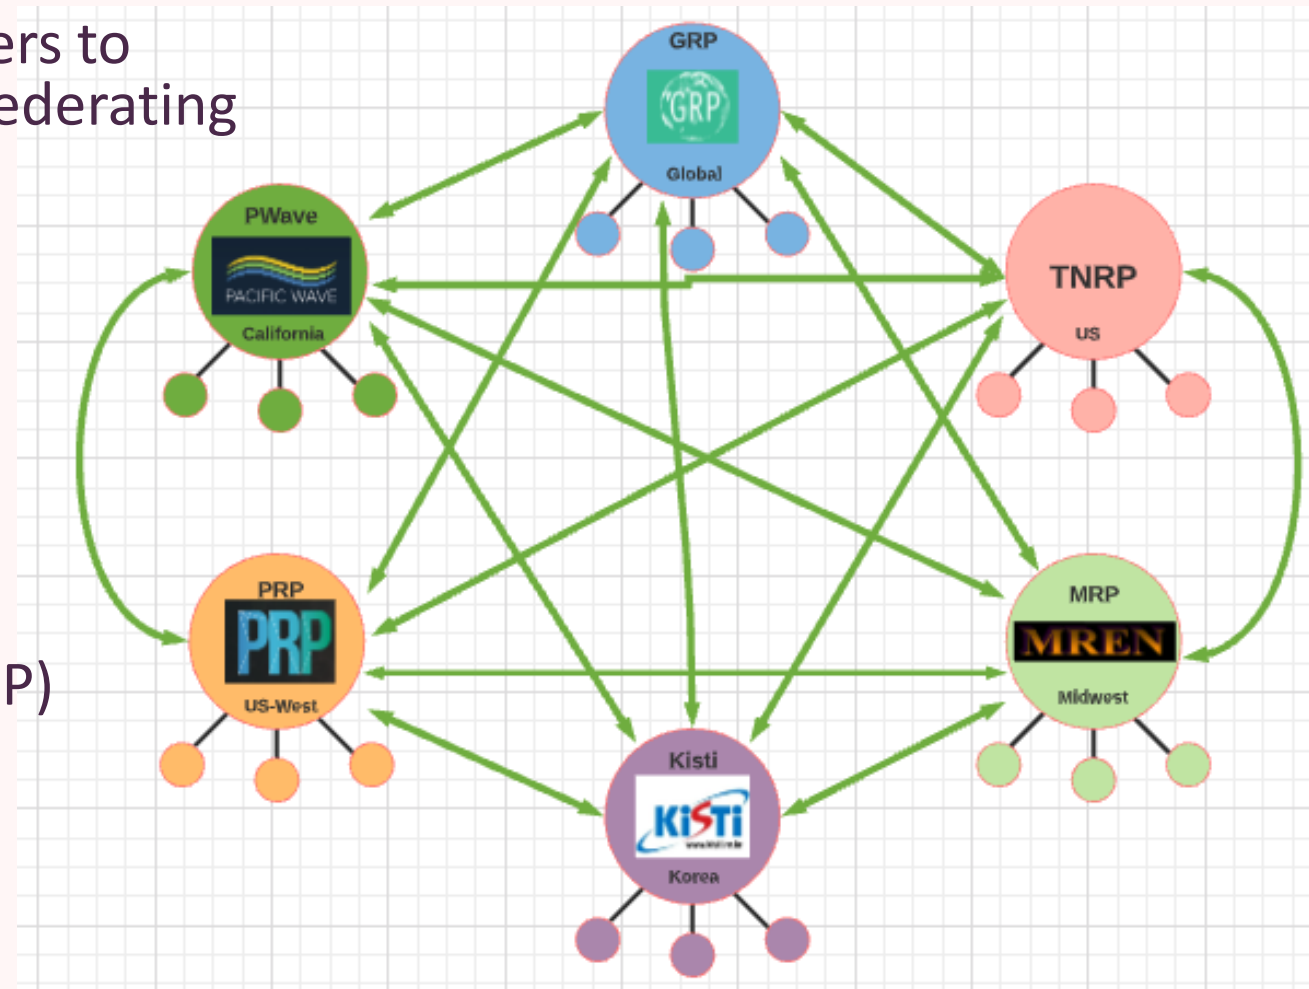 ers to
ederating
GRP
GRP
Global
PWave
PACIFIC WAVE
California
TNRP
US
PRP
PRP
US-West
MRP
MREN
Midwest
P)
Kisti
KiSTi
Korea